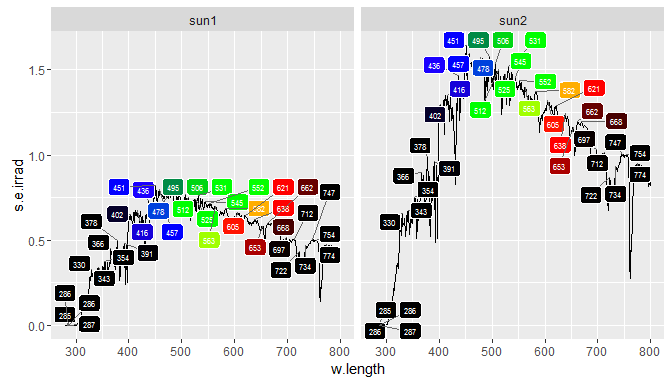 sun1 sun2
451 436 495 506 531 552 621 662 747
402 478 512 545 582 638 712
378 416 457 525 563 605 668 754
366 354 391 653 697 774
330 343 722 734
286 286
285 287
451 495 506 531
436 457 478 545
416 525 552 582 621
402 512 563 605 662 668
378 391 638 697 747 754
366 354 653 712 774
330 343 722 734
285 286
286 287
1.5
1.0
0.5
0.0
s.e.irrad
300 400 500 600 700 800 300 400 500 600 700 800
w.length